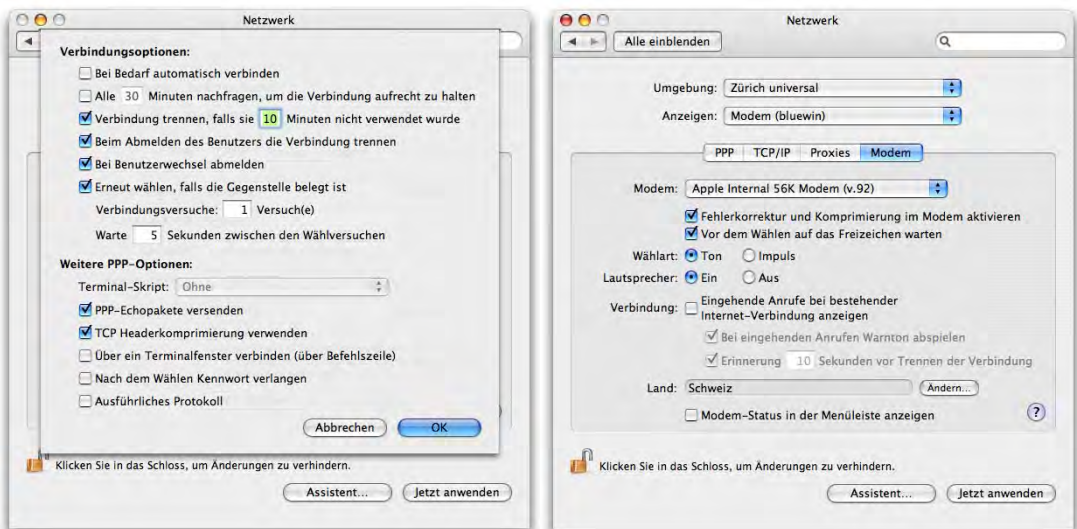 Netzwerk
Verbindungsoptionen:
Bei Bedarf automatisch verbinden
Alle 30 Minuten nachfragen, um die Verbindung aufrecht zu halten
Verbindung trennen, falls sie 10 Minuten nicht verwendet wurde
Beim Abmelden des Benutzers die Verbindung trennen
Bei Benutzerwechsel abmelden
Erneut wählen, falls die Gegenstelle belegt ist
Verbindungsversuche: 1 Versuch(e)
Warte 5 Sekunden zwischen den Wählversuchen
Weitere PPP-Optionen:
Terminal-Skript: Ohne
PPP-Echopakete versenden
TCP Headerkomprimierung verwenden
Über ein Terminalfenster verbinden (über Befehlszeile)
Nach dem Wählen Kennwort verlangen
Ausführliches Protokoll
Abbrechen OK
Klicken Sie in das Schloss, um Änderungen zu verhindern.
Assistent... Jetzt anwenden
Netzwerk
Alle einblenden
Umgebung: Zürich universal
Anzeigen: Modem (bluewin)
PPP TCP/IP Proxies Modem
Modem: Apple Internal 56K Modem (v.92)
Fehlerkorrektur und Komprimierung im Modem aktivieren
Vor dem Wählen auf das Freizeichen warten
Wählart: Ton Impuls
Lautsprecher: Ein Aus
Verbindung: Eingehende Anrufe bei bestehender
Internet-Verbindung anzeigen
Bei eingehenden Anrufen Warnton abspielen
Erinnerung 10 Sekunden vor Trennen der Verbindung
Land: Schweiz Ändern...
Modem-Status in der Menüleiste anzeigen
?
Klicken Sie in das Schloss, um Änderungen zu verhindern.
Assistent... Jetzt anwenden